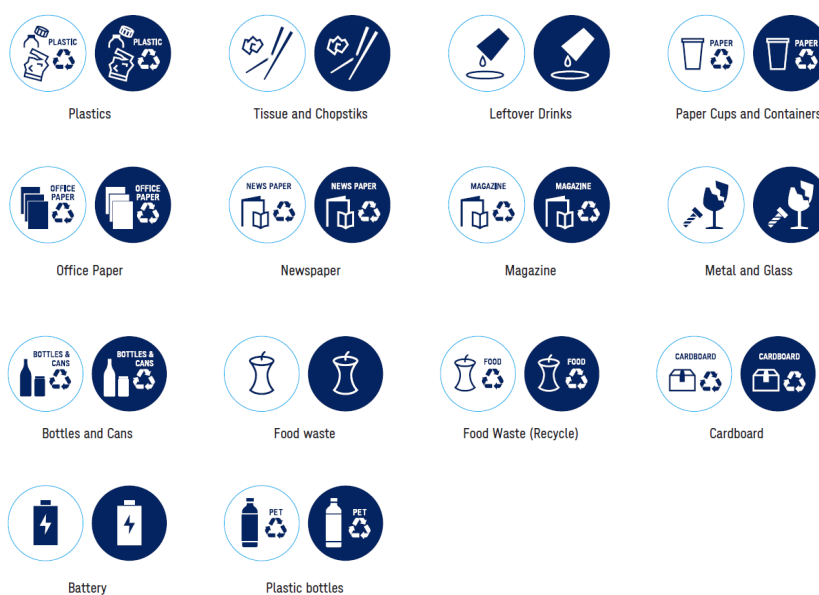 PLASTIC PLASTIC PAPER PAPER
Plastics Tissue and Chopstiks Leftover Drinks Paper Cups and Containers
OFFICE PAPER OFFICE PAPER NEWS PAPER NEWS PAPER MAGAZINE MAGAZINE
Office Paper Newspaper Magazine Metal and Glass
BOTTLES & CANS BOTTLES & CANS FOOD FOOD CARDBOARD CARDBOARD
Bottles and Cans Food waste Food Waste (Recycle) Cardboard
PET PET
Battery Plastic bottles